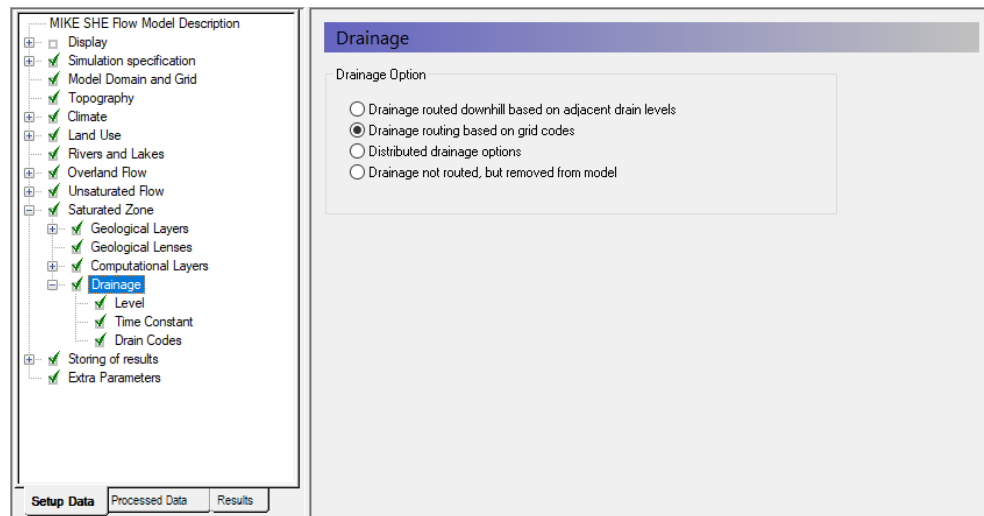 MIKE SHE Flow Model Description
Display
Simulation specification
Model Domain and Grid
Topography
Climate
Land Use
Rivers and Lakes
Overland Flow
Unsaturated Flow
Saturated Zone
Geological Layers
Geological Lenses
Computational Layers
Drainage
Level
Time Constant
Drain Codes
Storing of results
Extra Parameters
Setup Data Processed Data Results
Drainage
Drainage Option
Drainage routed downhill based on adjacent drain levels
Drainage routing based on grid codes
Distributed drainage options
Drainage not routed, but removed from model